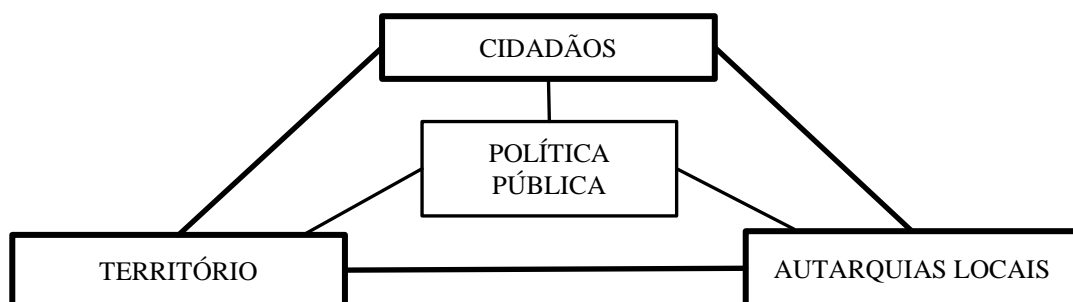 CIDADÃOS
POLÍTICA
PÚBLICA
TERRITÓRIO
AUTARQUIAS LOCAIS